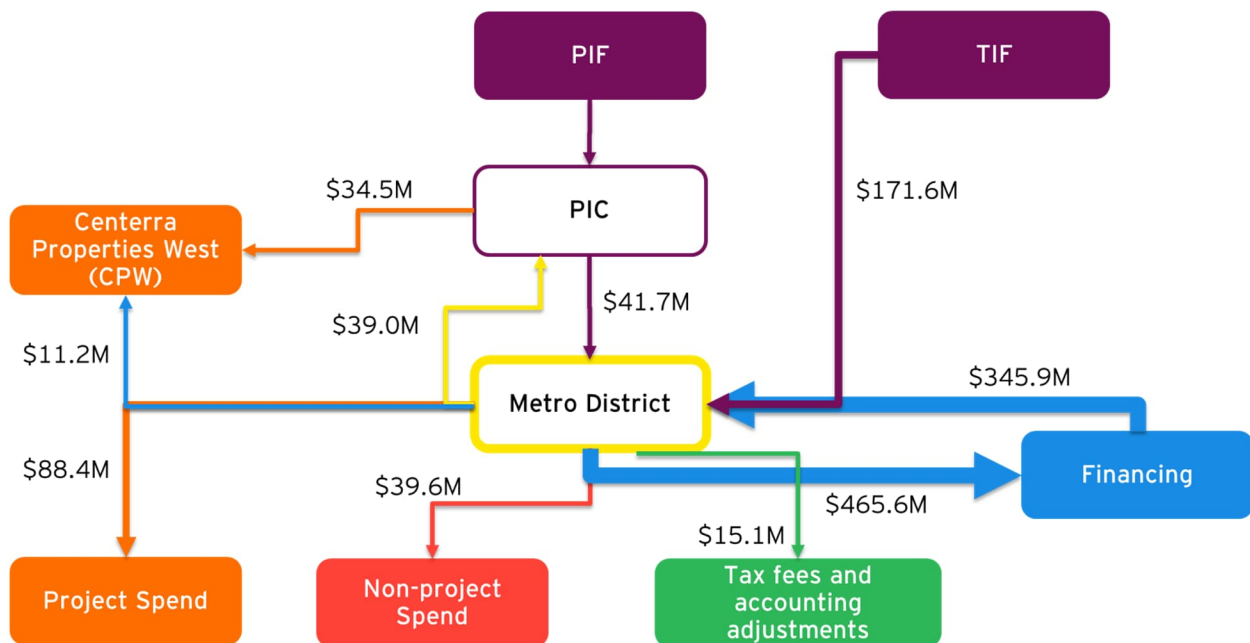 PIF
TIF
$34.5M
PIC
$171.6M
Centerra
Properties West
(CPW)
$39.0M
$41.7M
$11.2M
$345.9M
Metro District
$88.4M
$39.6M
Financing
$465.6M
$15.1M
Project Spend
Non-project
Spend
Tax fees and
accounting
adjustments